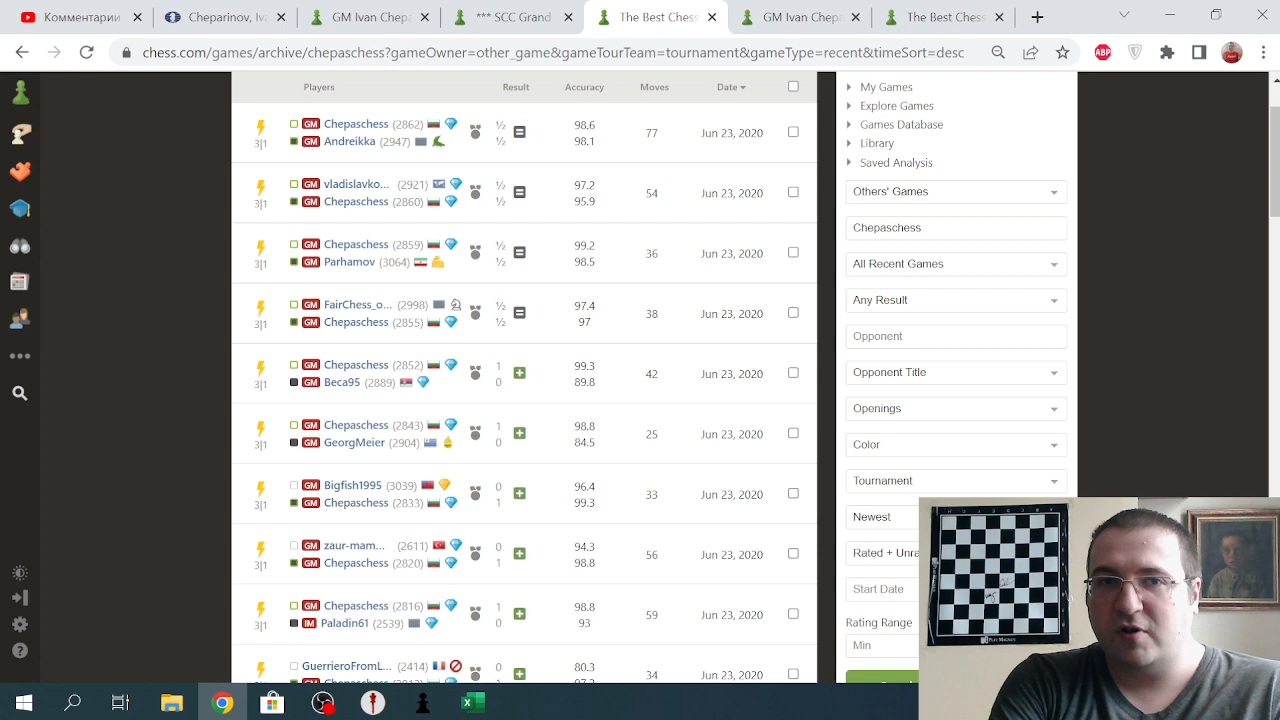 Комментарии
Cheparinov, Iv
GM Ivan Chepa
*** SCC Grand
The Best Chess
GM Ivan Chepa
The Best Chess
chess.com/games/archive/chepaschess?gameOwner=other_game&gameTourTeam=tournament&gameType=recent&timeSort=desc
ABP
Players Result Accuracy Moves Date
3|1 GM Chepaschess (2862) ½ 98.6 77 Jun 23, 2020
GM Andreikka (2947) ½ 98.1
3|1 GM vladislavko... (2921) ½ 97.2 54 Jun 23, 2020
GM Chepaschess (2860) ½ 95.9
3|1 GM Chepaschess (2859) ½ 99.2 36 Jun 23, 2020
GM Parhamov (3064) ½ 98.5
3|1 GM FairChess_o... (2998) ½ 97.4 38 Jun 23, 2020
GM Chepaschess (2855) ½ 97
3|1 GM Chepaschess (2852) 1 99.3 42 Jun 23, 2020
GM Beca95 (2889) 0 89.8
3|1 GM Chepaschess (2843) 1 98.8 25 Jun 23, 2020
GM GeorgMeier (2904) 0 84.5
3|1 GM Bigfish1995 (3039) 0 96.4 33 Jun 23, 2020
GM Chepaschess (2833) 1 99.3
3|1 GM zaur-mam... (2611) 0 94.3 56 Jun 23, 2020
GM Chepaschess (2820) 1 98.8
3|1 GM Chepaschess (2816) 1 98.8 59 Jun 23, 2020
IM Paladin61 (2539) 0 93
3|1 GuerrieroFromL... (2414) 0 80.3 34 Jun 23, 2020
My Games
Explore Games
Games Database
Library
Saved Analysis
Others' Games
Chepaschess
All Recent Games
Any Result
Opponent
Opponent Title
Openings
Color
Tournament
Newest
Rated + Unra
Start Date
Rating Range
Min
PLAY MAGNUS